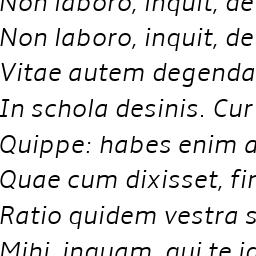 Non laboro, inquit, de
Non laboro, inquit, de
Vitae autem degenda
In schola desinis. Cur
Quippe: habes enim a
Quae cum dixisset, fin
Ratio quidem vestra s
Mihi, inquam, qui te id